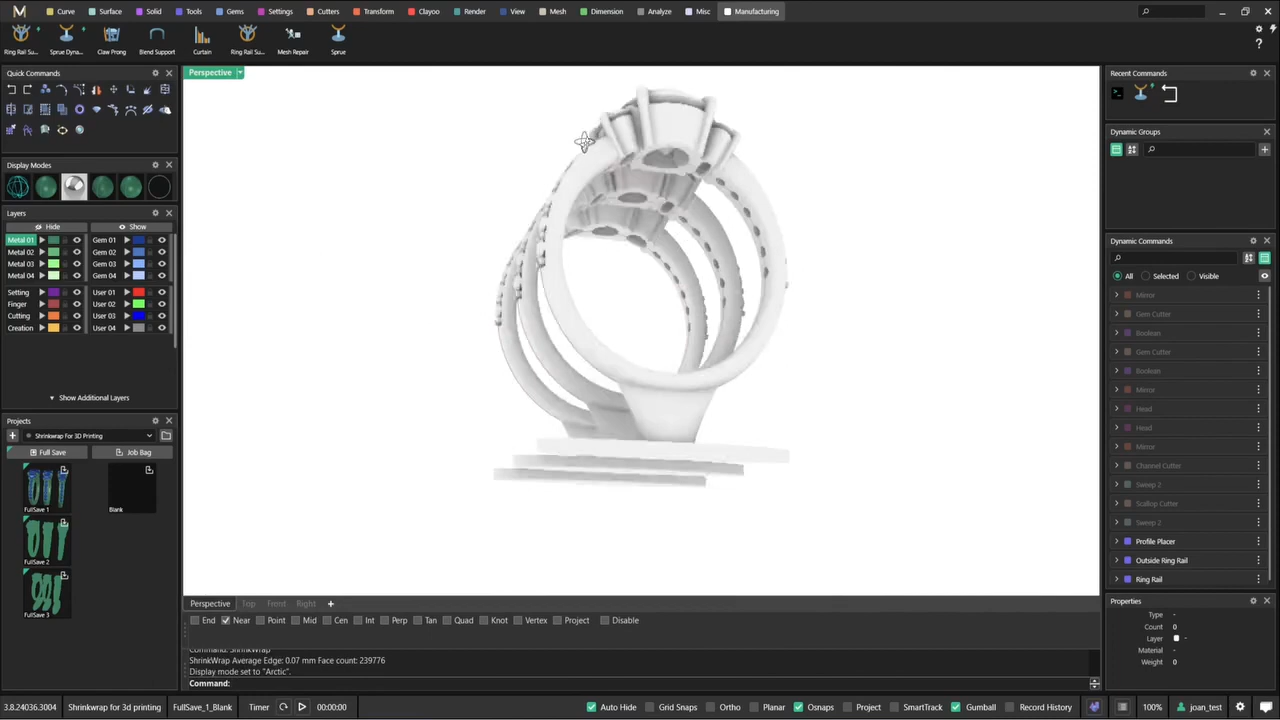 Curve Surface Solid Tools Gems Settings Cutters Transform Clayoo Render View Mesh Dimension Analyze Misc Manufacturing
Ring Rail Su... Sprue Dyna... Claw Prong Blend Support Curtain Ring Rail Su... Mesh Repair Sprue
?
Quick Commands
Display Modes
Layers
Hide Show
Metal 01 Gem 01
Metal 02 Gem 02
Metal 03 Gem 03
Metal 04 Gem 04
Setting User 01
Finger User 02
Cutting User 03
Creation User 04
Show Additional Layers
Projects
Shrinkwrap For 3D Printing
Full Save Job Bag
FullSave 1 Blank
FullSave 2
FullSave 3
Perspective
Perspective Top Front Right +
End Near Point Mid Cen Int Perp Tan Quad Knot Vertex Project Disable
Command: ShrinkWrap
ShrinkWrap Average Edge: 0.07 mm Face count: 239776
Display mode set to "Arctic".
Command:
Recent Commands
Dynamic Groups
Dynamic Commands
All Selected Visible
Mirror
Gem Cutter
Boolean
Gem Cutter
Boolean
Mirror
Head
Head
Mirror
Channel Cutter
Sweep 2
Scallop Cutter
Sweep 2
Profile Placer
Outside Ring Rail
Ring Rail
Properties
Type -
Count 0
Layer -
Material -
Weight 0
3.8.24036.3004 Shrinkwrap for 3d printing FullSave_1_Blank Timer 00:00:00 Auto Hide Grid Snaps Ortho Planar Osnaps Project SmartTrack Gumball Record History 100% joan_test